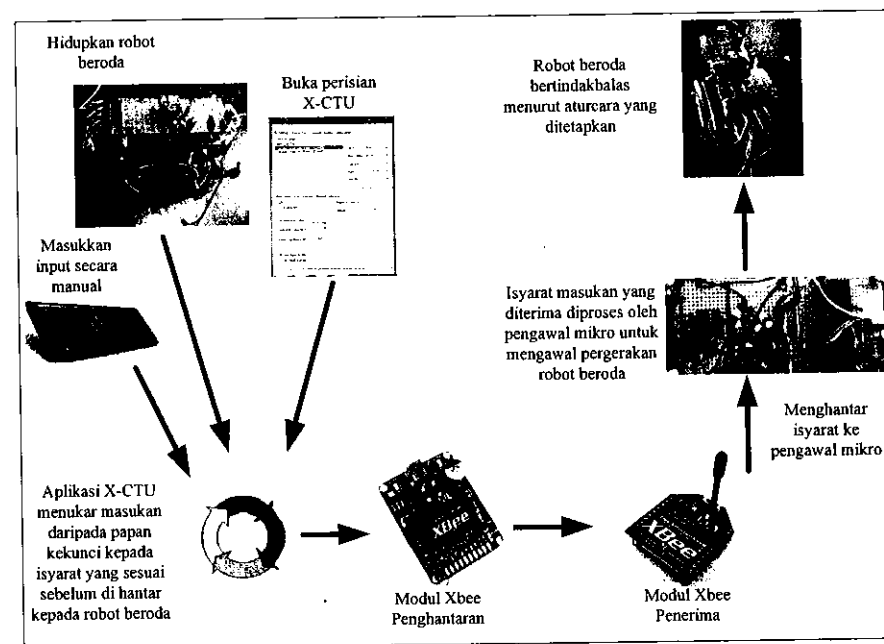 Hidupkan robot
beroda
Buka perisian
X-CTU
Masukkan
input secara
manual
Aplikasi X-CTU
menukar masukan
daripada papan
kekunci kepada
isyarat yang sesuai
sebelum di hantar
kepada robot beroda
XBee
Modul Xbee
Penghantaran
XBee
Modul Xbee
Penerima
Menghantar
isyarat ke
pengawal mikro
Isyarat masukan yang
diterima diproses oleh
pengawal mikro untuk
mengawal pergerakan
robot beroda
Robot beroda
bertindakbalas
menurut aturcara yang
ditetapkan